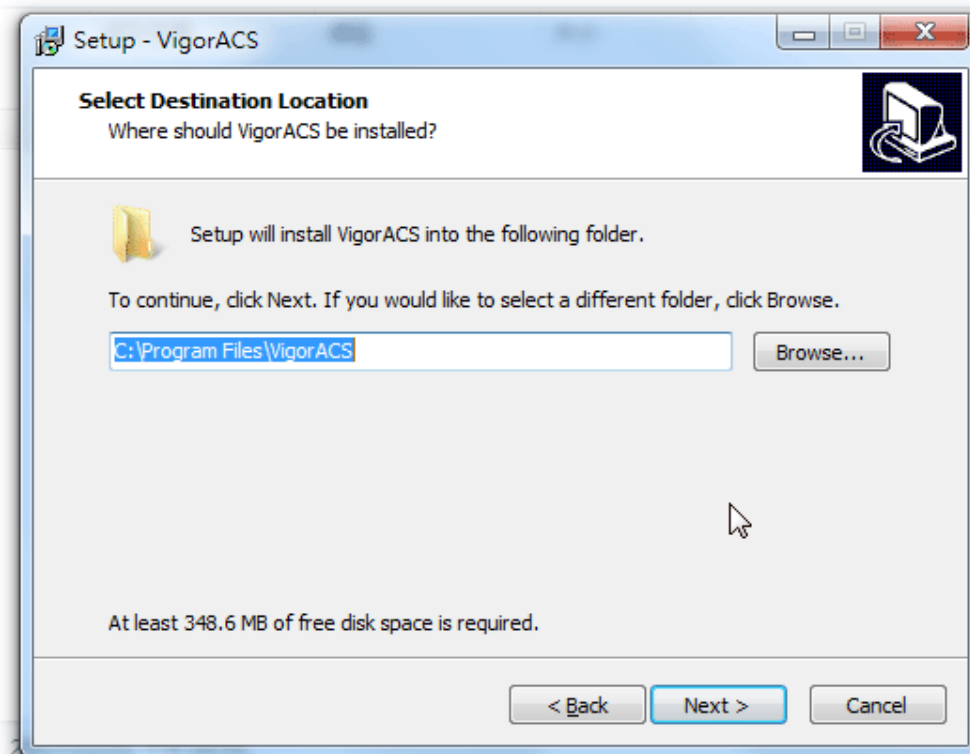 Setup - VigorACS
Select Destination Location
Where should VigorACS be installed?
Setup will install VigorACS into the following folder.
To continue, click Next. If you would like to select a different folder, click Browse.
C:\Program Files\VigorACS
Browse...
At least 348.6 MB of free disk space is required.
< Back
Next >
Cancel